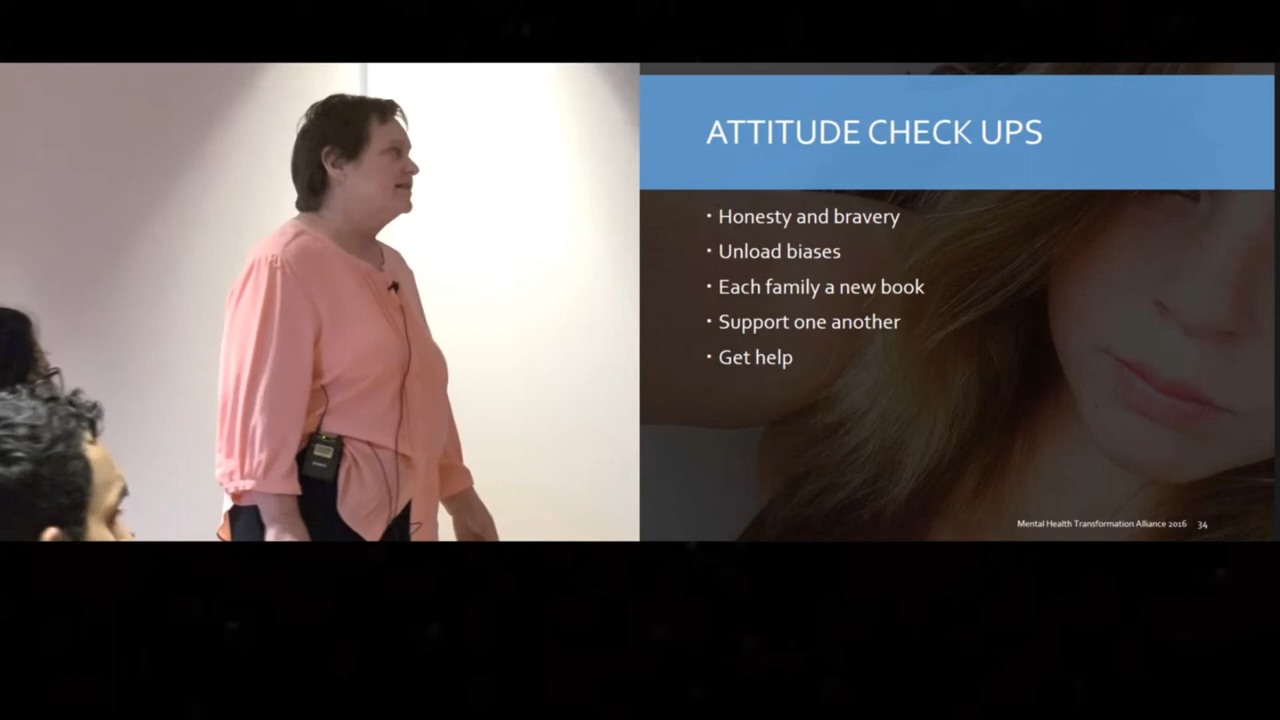 ATTITUDE CHECK UPS
• Honesty and bravery
• Unload biases
• Each family a new book
• Support one another
• Get help
Mental Health Transformation Alliance 2016 34